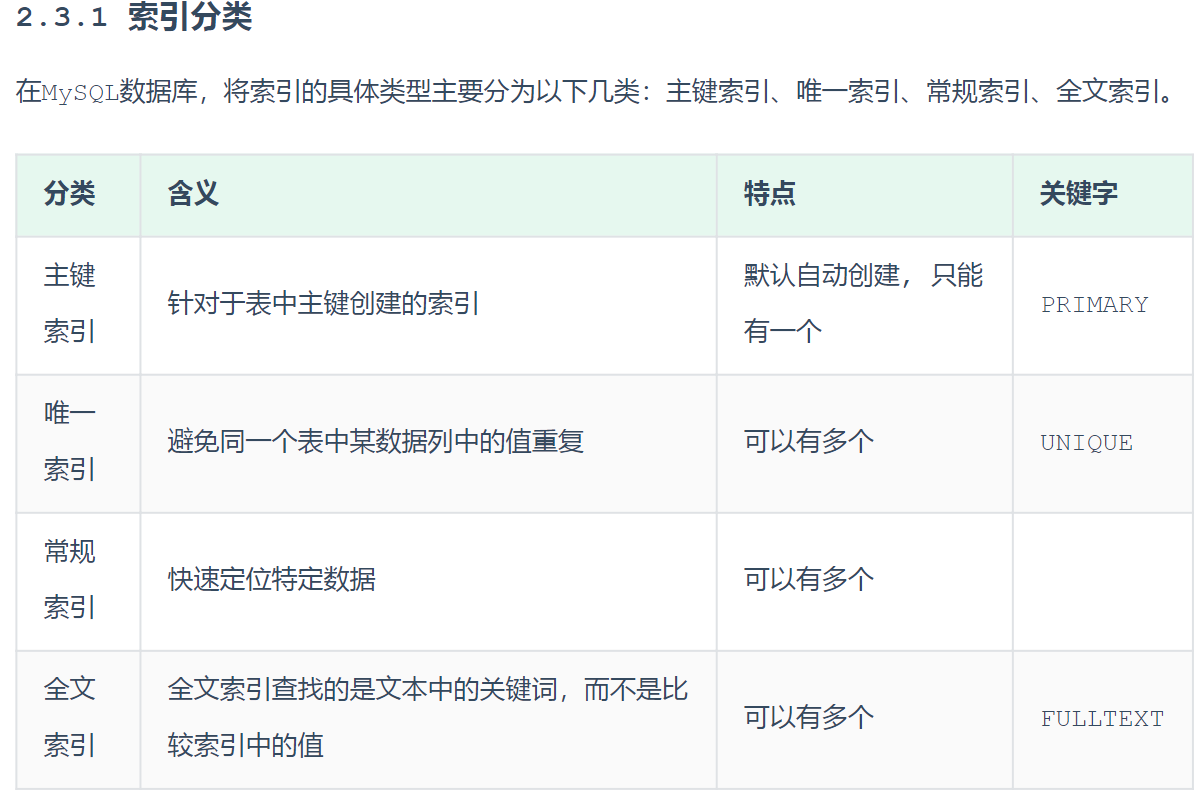 2.3.1 索引分类
在MySQL数据库，将索引的具体类型主要分为以下几类：主键索引、唯一索引、常规索引、全文索引。
分类 含义 特点 关键字
主键
索引
针对于表中主键创建的索引
默认自动创建， 只能
有一个
PRIMARY
唯一
索引
避免同一个表中某数据列中的值重复
可以有多个
UNIQUE
常规
索引
快速定位特定数据
可以有多个
全文
索引
全文索引查找的是文本中的关键词，而不是比
较索引中的值
可以有多个
FULLTEXT